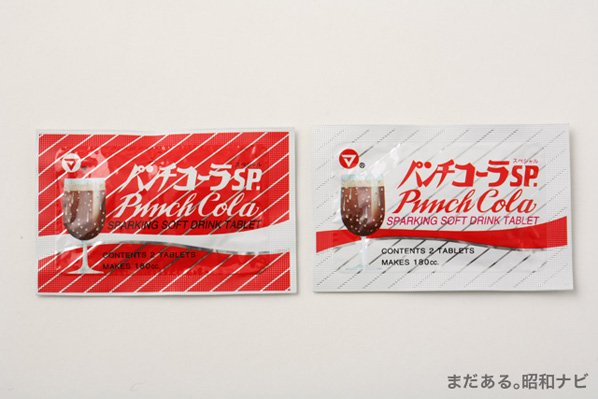 スペシャル
パンチコーラSP.
Punch Cola
SPARKING SOFT DRINK TABLET
CONTENTS 2 TABLETS
MAKES 180cc.
®
スペシャル
パンチコーラSP.
Punch Cola
SPARKING SOFT DRINK TABLET
CONTENTS 2 TABLETS
MAKES 180cc.
まだある。昭和ナビ